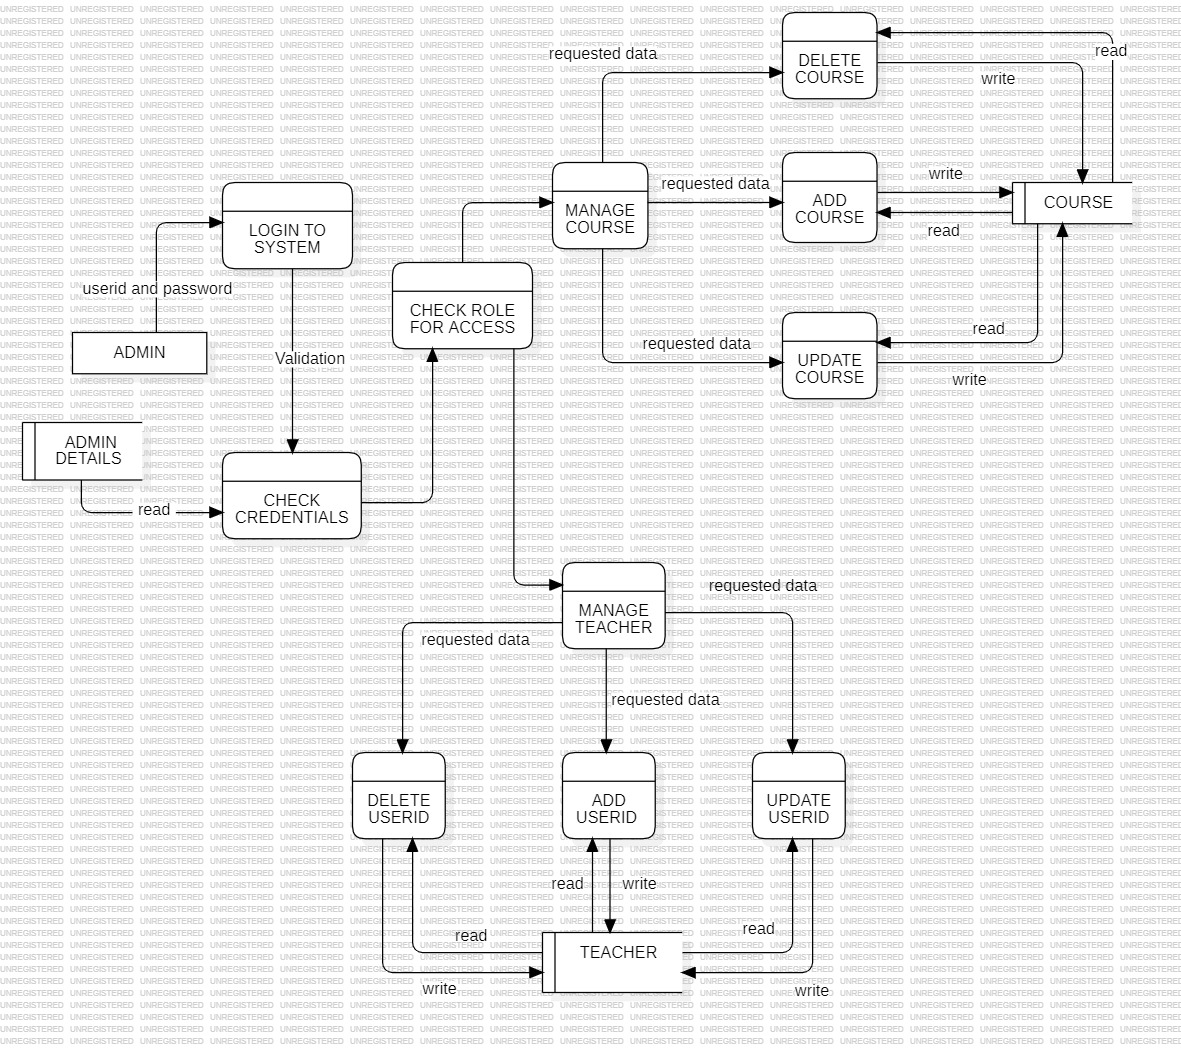 requested data
DELETE
COURSE
read
write
MANAGE
COURSE
requested data
ADD
COURSE
write
read
COURSE
LOGIN TO
SYSTEM
userid and password
ADMIN
Validation
CHECK ROLE
FOR ACCESS
requested data
UPDATE
COURSE
read
write
ADMIN
DETAILS
read
CHECK
CREDENTIALS
MANAGE
TEACHER
requested data
requested data
requested data
DELETE
USERID
ADD
USERID
UPDATE
USERID
read
write
read
read
TEACHER
write
write
UNREGISTERED